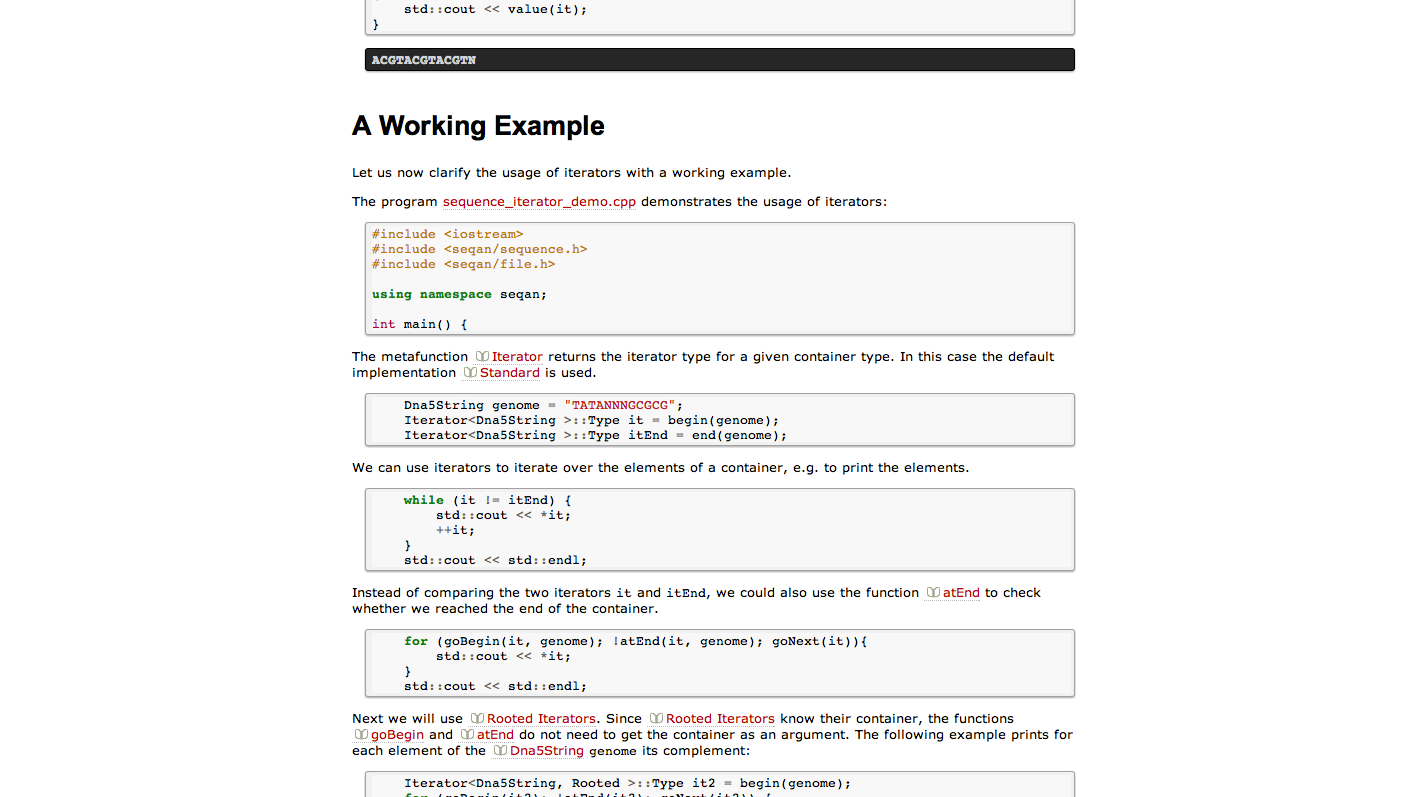 std::cout << value(it);
}
ACGTACGTACGTN
A Working Example
Let us now clarify the usage of iterators with a working example.
The program sequence_iterator_demo.cpp demonstrates the usage of iterators:
#include <iostream>
#include <seqan/sequence.h>
#include <seqan/file.h>
using namespace seqan;
int main() {
The metafunction Iterator returns the iterator type for a given container type. In this case the default
implementation Standard is used.
Dna5String genome = "TATANNNGCGCG";
Iterator<Dna5String >::Type it = begin(genome);
Iterator<Dna5String >::Type itEnd = end(genome);
We can use iterators to iterate over the elements of a container, e.g. to print the elements.
while (it != itEnd) {
std::cout << *it;
++it;
}
std::cout << std::endl;
Instead of comparing the two iterators it and itEnd, we could also use the function atEnd to check
whether we reached the end of the container.
for (goBegin(it, genome); !atEnd(it, genome); goNext(it)){
std::cout << *it;
}
std::cout << std::endl;
Next we will use Rooted Iterators. Since Rooted Iterators know their container, the functions
goBegin and atEnd do not need to get the container as an argument. The following example prints for
each element of the Dna5String genome its complement:
Iterator<Dna5String, Rooted >::Type it2 = begin(genome);